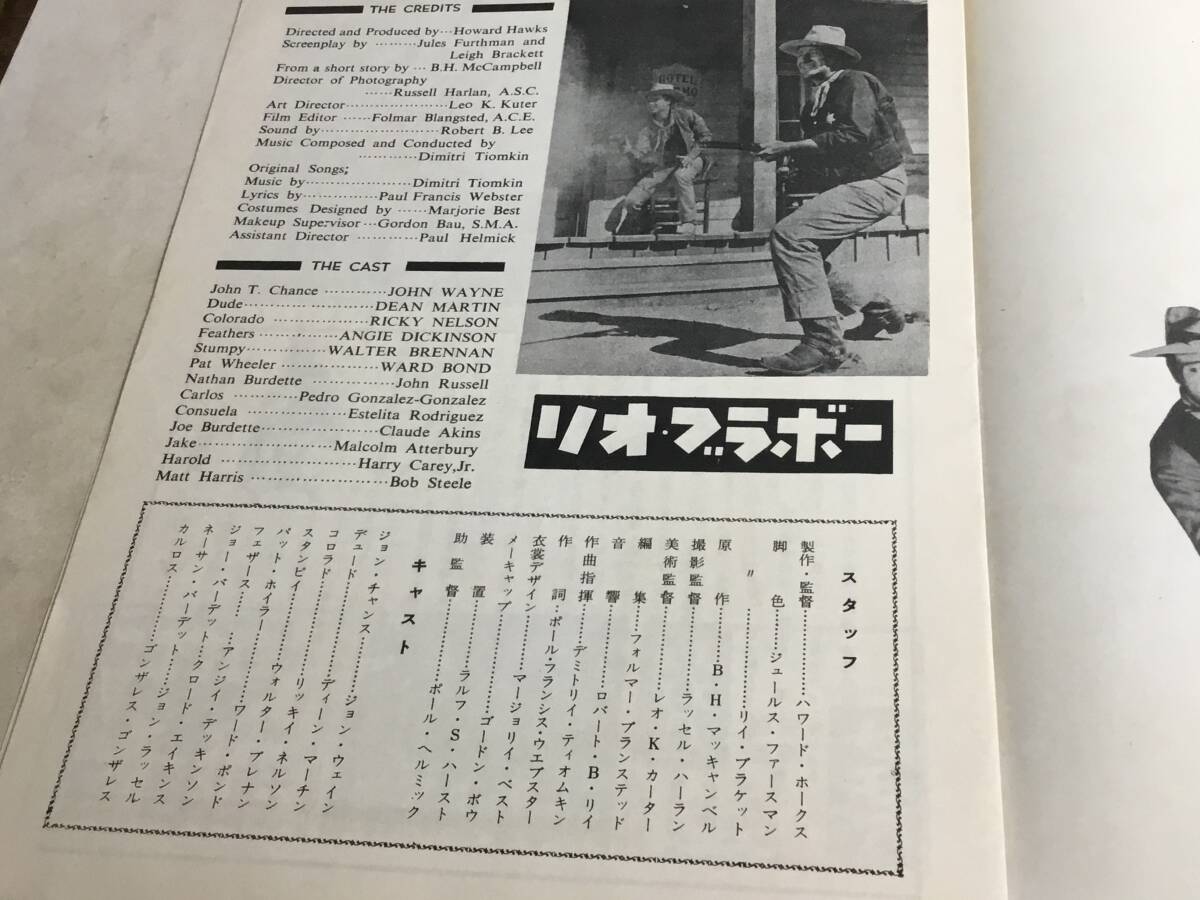 THE CREDITS
Directed and Produced by···Howard Hawks
Screenplay by ·········Jules Furthman and
Leigh Brackett
From a short story by ··· B.H. McCampbell
Director of Photography
······Russell Harlan, A.S.C.
Art Director··················Leo K. Kuter
Film Editor ······Folmar Blangsted, A.C.E.
Sound by························Robert B. Lee
Music Composed and Conducted by
············Dimitri Tiomkin
Original Songs;
Music by······················Dimitri Tiomkin
Lyrics by···············Paul Francis Webster
Costumes Designed by ······Marjorie Best
Makeup Supervisor ···Gordon Bau, S.M.A.
Assistant Director ············Paul Helmick
THE CAST
John T. Chance ············JOHN WAYNE
Dude·························DEAN MARTIN
Colorado ·····················RICKY NELSON
Feathers ···············ANGIE DICKINSON
Stumpy···············WALTER BRENNAN
Pat Wheeler ·····················WARD BOND
Nathan Burdette ···············John Russell
Carlos ············Pedro Gonzalez-Gonzalez
Consuela ·····················Estelita Rodriguez
Joe Burdette·······················Claude Akins
Jake··························Malcolm Atterbury
Harold ···························Harry Carey,Jr.
Matt Harris ···························Bob Steele
HOTEL
リオ・ブラボー
スタッフ
製作・監督············ハワード・ホークス
脚色·········ジュールス・ファースマン
〃···············リイ・ブラケット
原作·········B・H・マッキャンベル
撮影監督············ラッセル・ハーラン
美術監督···············レオ・K・カーター
編集······フォルマー・ブランステッド
音響···············ロバート・B・リイ
作曲指揮······デミトリイ・ティオムキン
作詞···ポール・フランシス・ウエブスター
衣裳デザイン·········マージョリイ・ベスト
メーキャップ···············ゴードン・ボウ
装置···············ラルフ・S・ハースト
助監督···············ポール・ヘルミック
キャスト
ジョン・チャンス·········ジョン・ウェイン
デュード···············ディーン・マーチン
コロラド···············リッキイ・ネルソン
スタンピイ·········ウォルター・ブレナン
パット・ホイラー·········ワード・ボンド
フェザース······アンジイ・デッキンソン
ジョー・バーデット···クロード・エイキンス
ネーサン・バーデット······ジョン・ラッセル
カルロス·········ゴンザレス・ゴンザレス